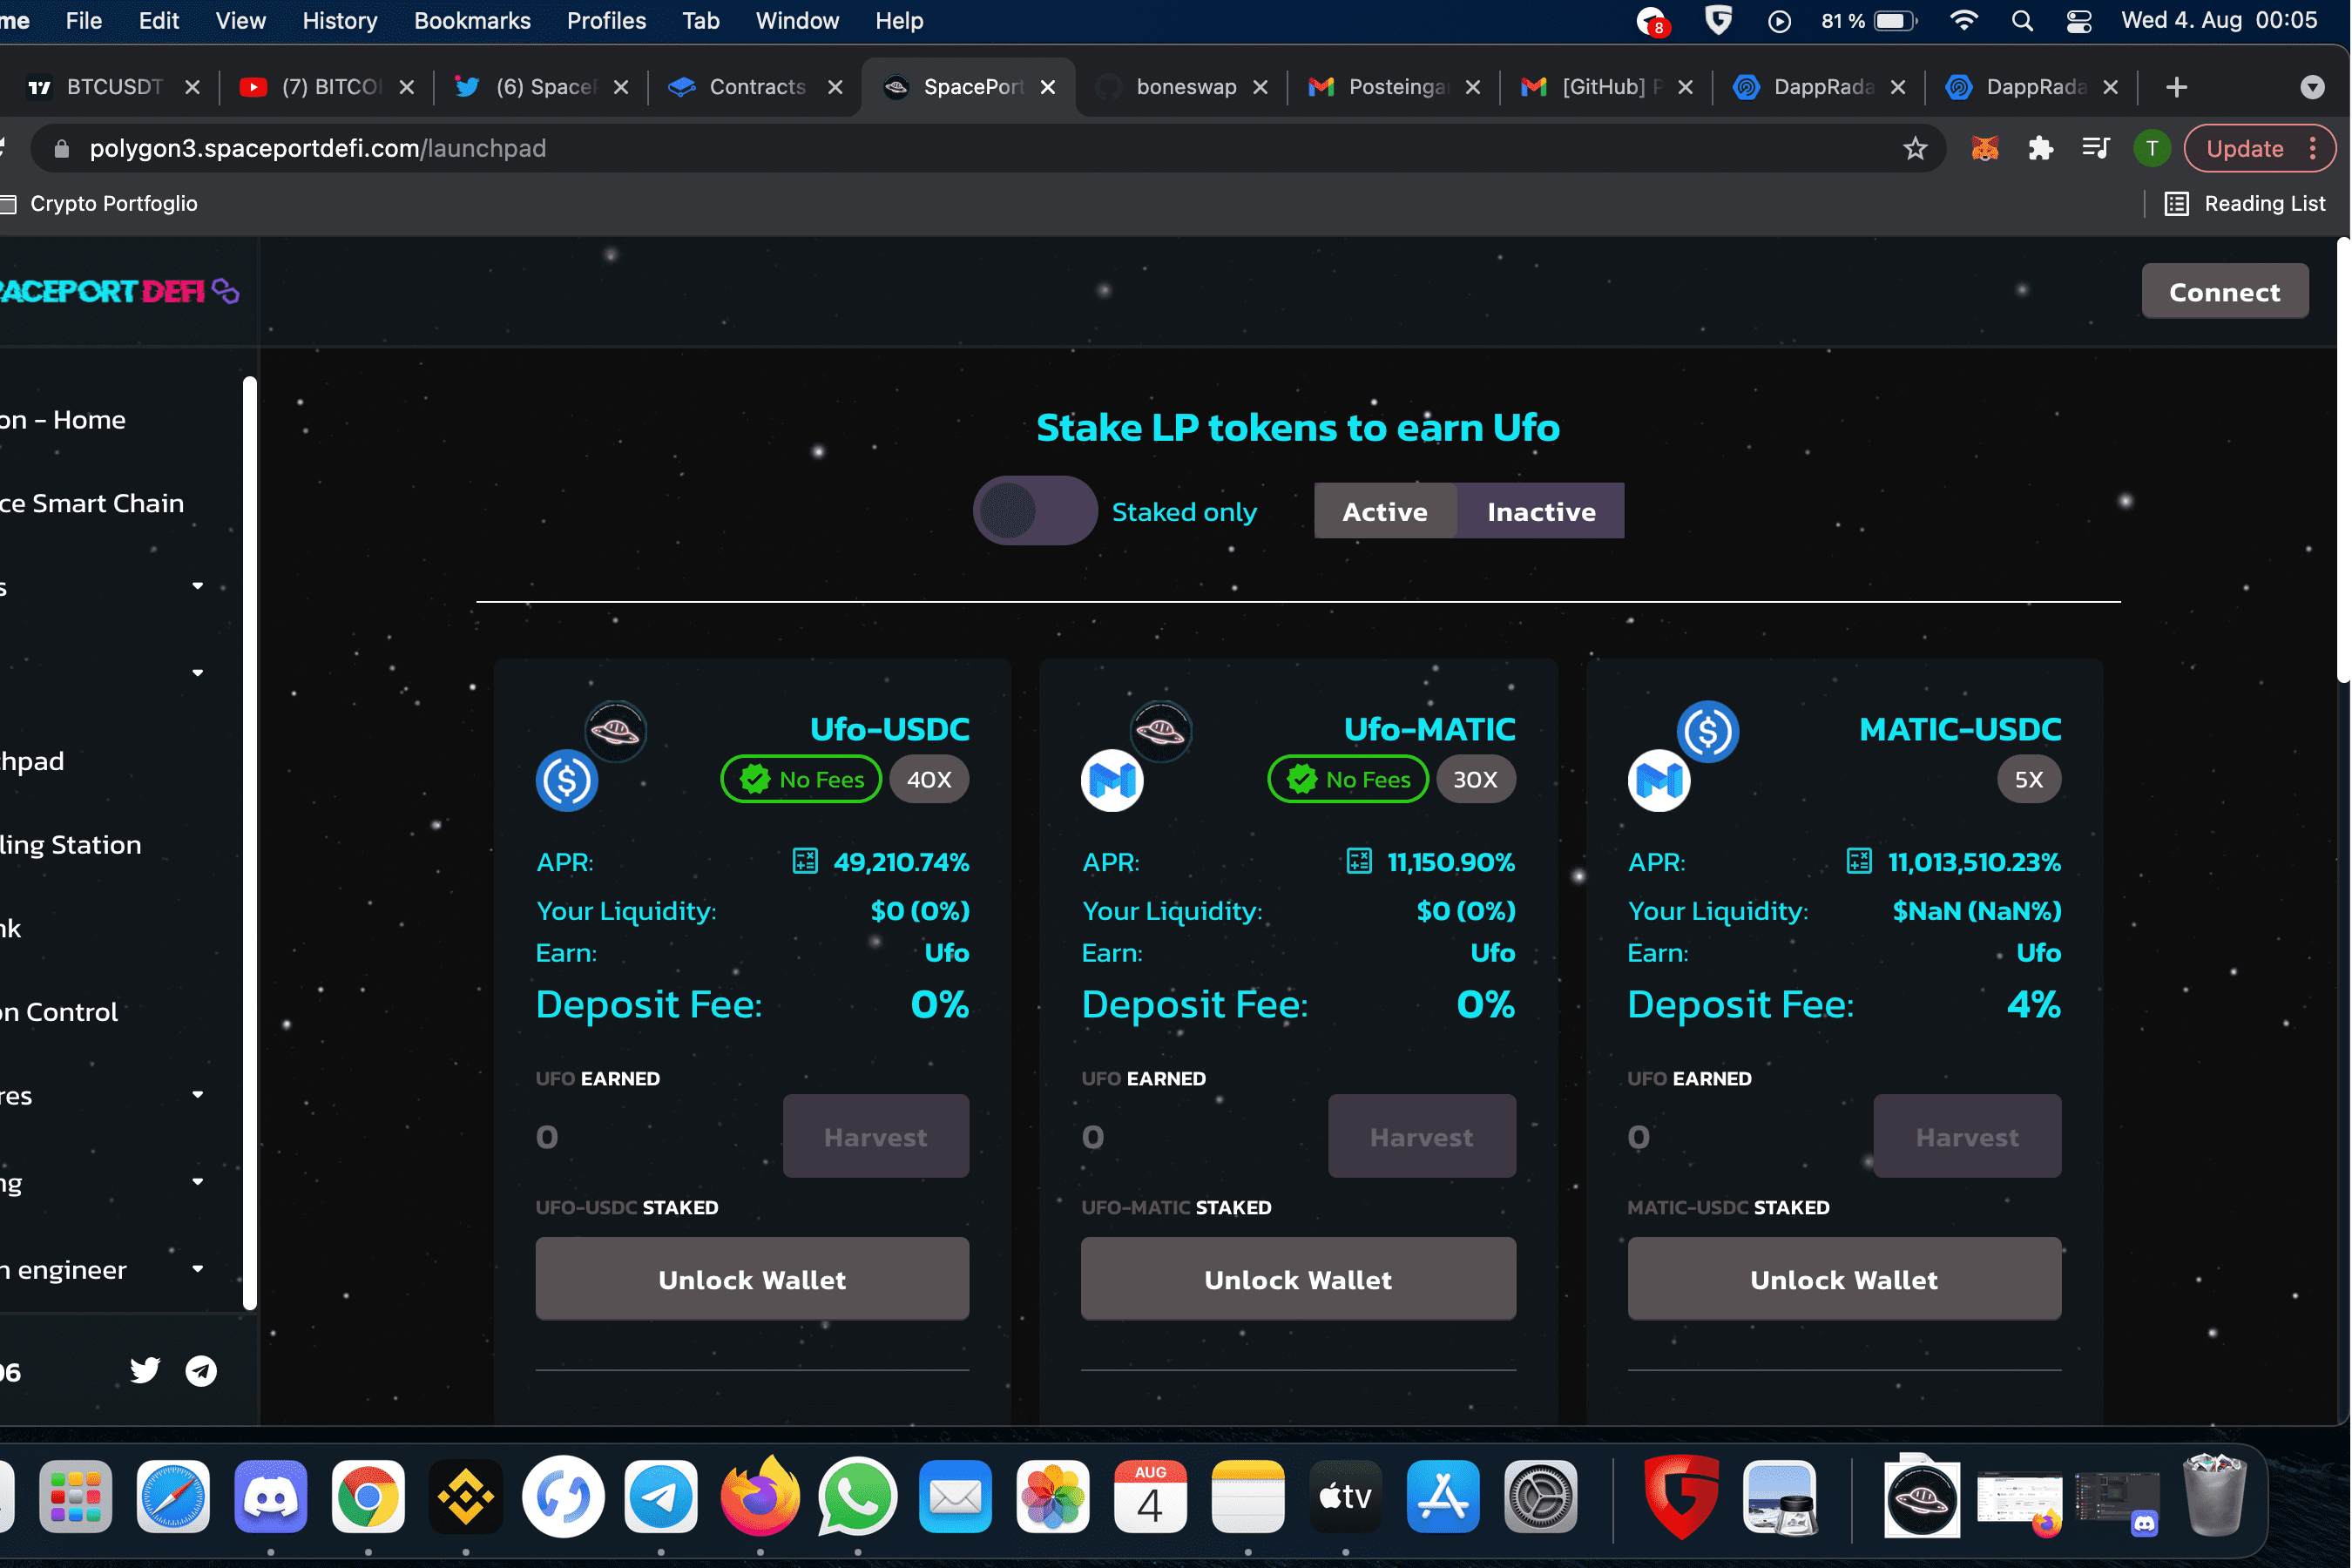 me File Edit View History Bookmarks Profiles Tab Window Help 8 81 % Wed 4. Aug 00:05
BTCUSDT (7) BITCOI (6) SpaceP Contracts SpacePort boneswap Posteingan [GitHub] P DappRada DappRada
polygon3.spaceportdefi.com/launchpad T Update
Crypto Portfoglio Reading List
PACEPORT DEFI Connect
on - Home
ce Smart Chain
s
hpad
ling Station
nk
on Control
res
ng
n engineer
06
Stake LP tokens to earn Ufo
Staked only Active Inactive
Ufo-USDC
No Fees 40X
APR: 49,210.74%
Your Liquidity: $0 (0%)
Earn: Ufo
Deposit Fee: 0%
UFO EARNED
0 Harvest
UFO-USDC STAKED
Unlock Wallet
Ufo-MATIC
No Fees 30X
APR: 11,150.90%
Your Liquidity: $0 (0%)
Earn: Ufo
Deposit Fee: 0%
UFO EARNED
0 Harvest
UFO-MATIC STAKED
Unlock Wallet
MATIC-USDC
5X
APR: 11,013,510.23%
Your Liquidity: $NaN (NaN%)
Earn: Ufo
Deposit Fee: 4%
UFO EARNED
0 Harvest
MATIC-USDC STAKED
Unlock Wallet
AUG
4
tv